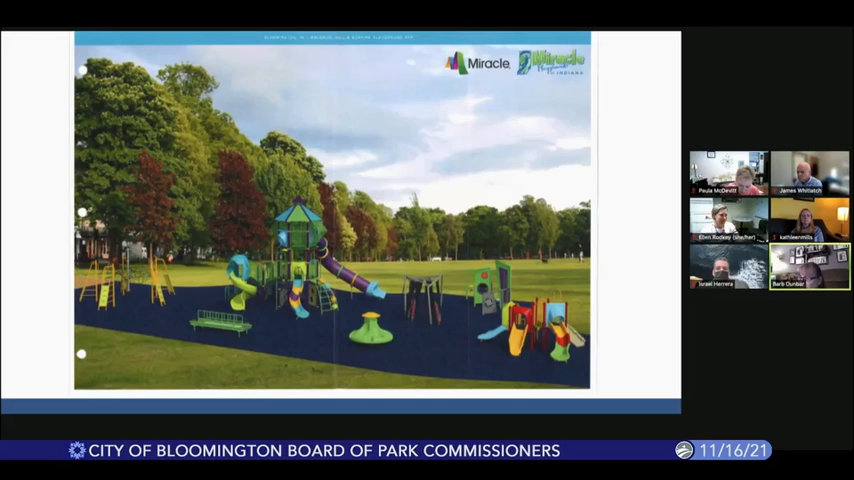 Miracle
Miracle
INDIANA
Paula McDevitt
James Whitlatch
Ellen Rodkey (she/her)
kathleenmills
Israel Herrera
Barb Dunbar
CITY OF BLOOMINGTON BOARD OF PARK COMMISSIONERS
11/16/21